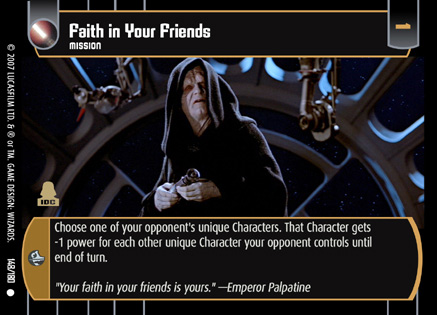 Faith in Your Friends
MISSION
1
© 2007 LUCASFILM LTD. & ® or TM. GAME DESIGN: WIZARDS.
148/180
IDC
Choose one of your opponent's unique Characters. That Character gets
-1 power for each other unique Character your opponent controls until
end of turn.
"Your faith in your friends is yours." —Emperor Palpatine